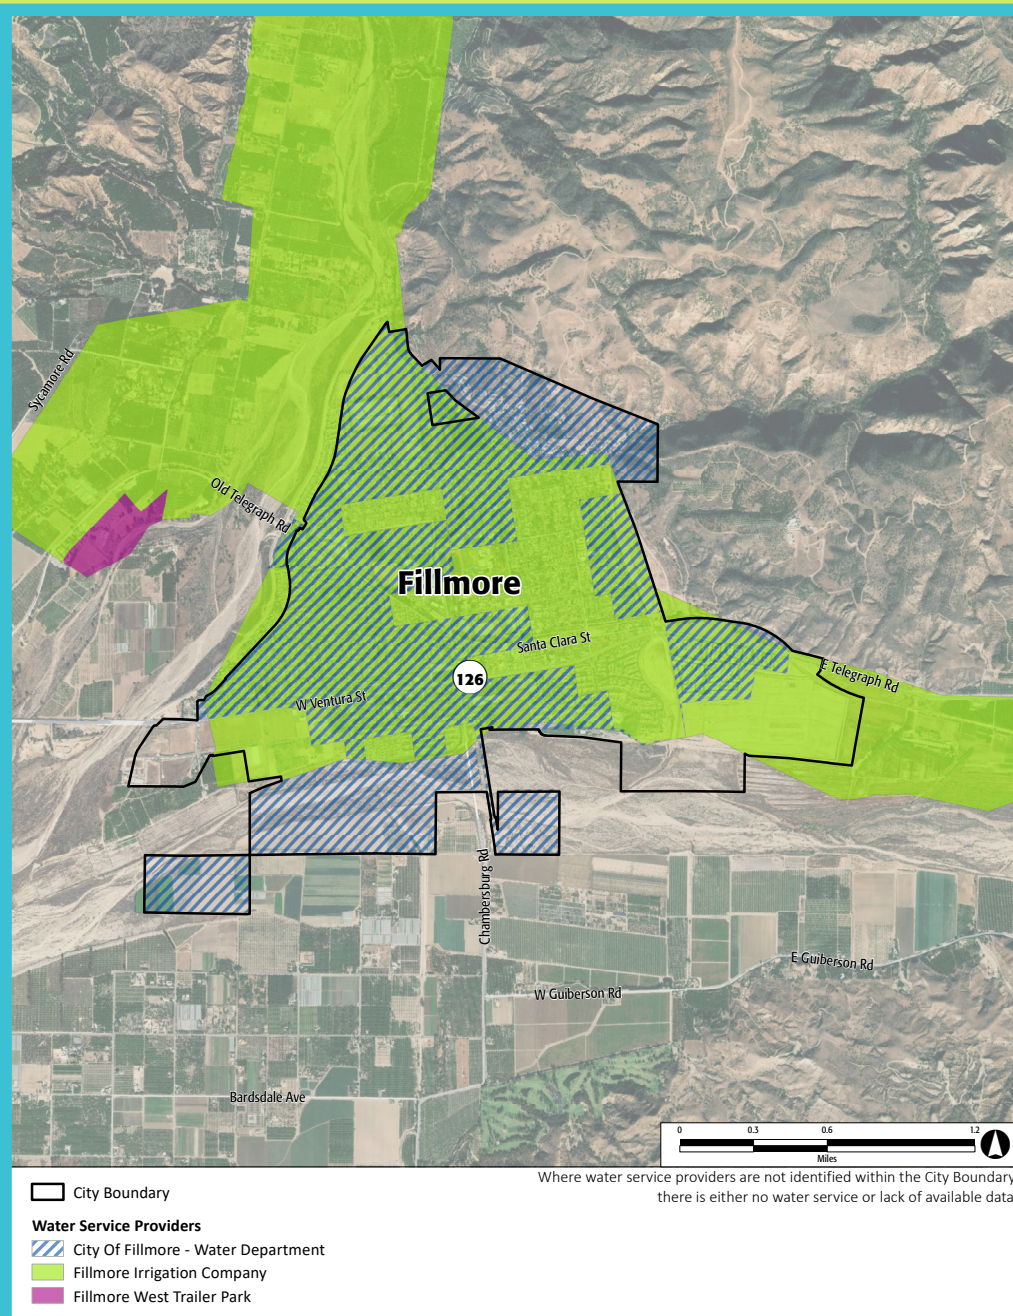 Sycamore Rd
Old Telegraph Rd
Fillmore
Santa Clara St
126
E Telegraph Rd
W Ventura St
Chambersburg Rd
E Guiberson Rd
W Guiberson Rd
Bardsdale Ave
0 0.3 0.6 1.2
Miles
Where water service providers are not identified within the City Boundary
there is either no water service or lack of available data
City Boundary
Water Service Providers
City Of Fillmore - Water Department
Fillmore Irrigation Company
Fillmore West Trailer Park